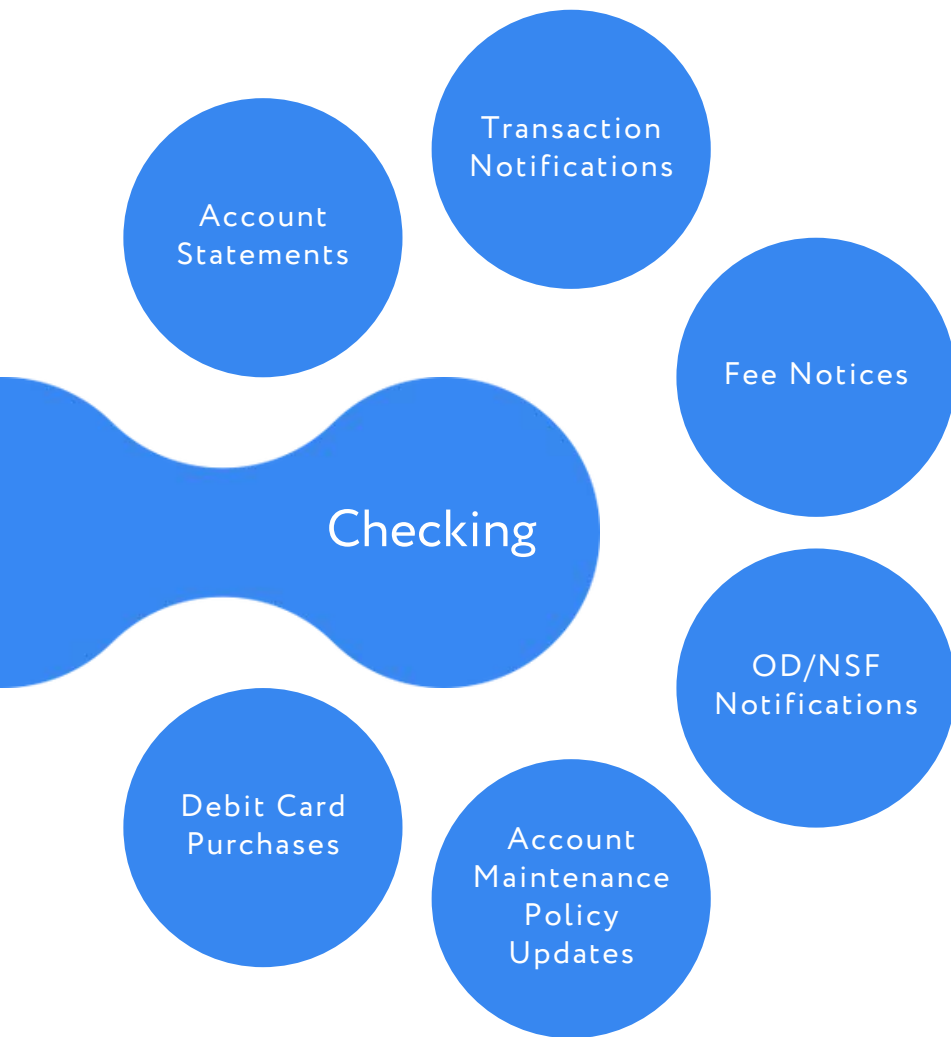 Transaction
Notifications
Account
Statements
Fee Notices
Checking
OD/NSF
Notifications
Debit Card
Purchases
Account
Maintenance
Policy
Updates